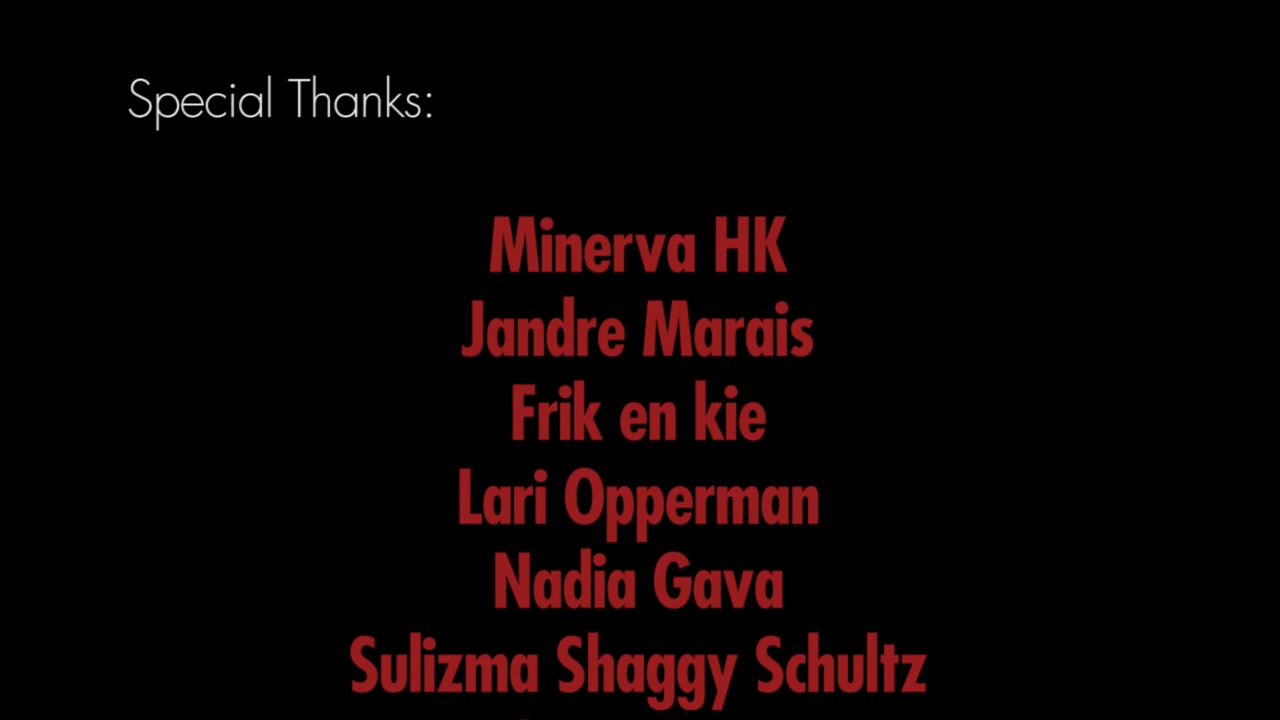 Special Thanks:
Minerva HK
Jandre Marais
Frik en kie
Lari Opperman
Nadia Gava
Sulizma Shaggy Schultz